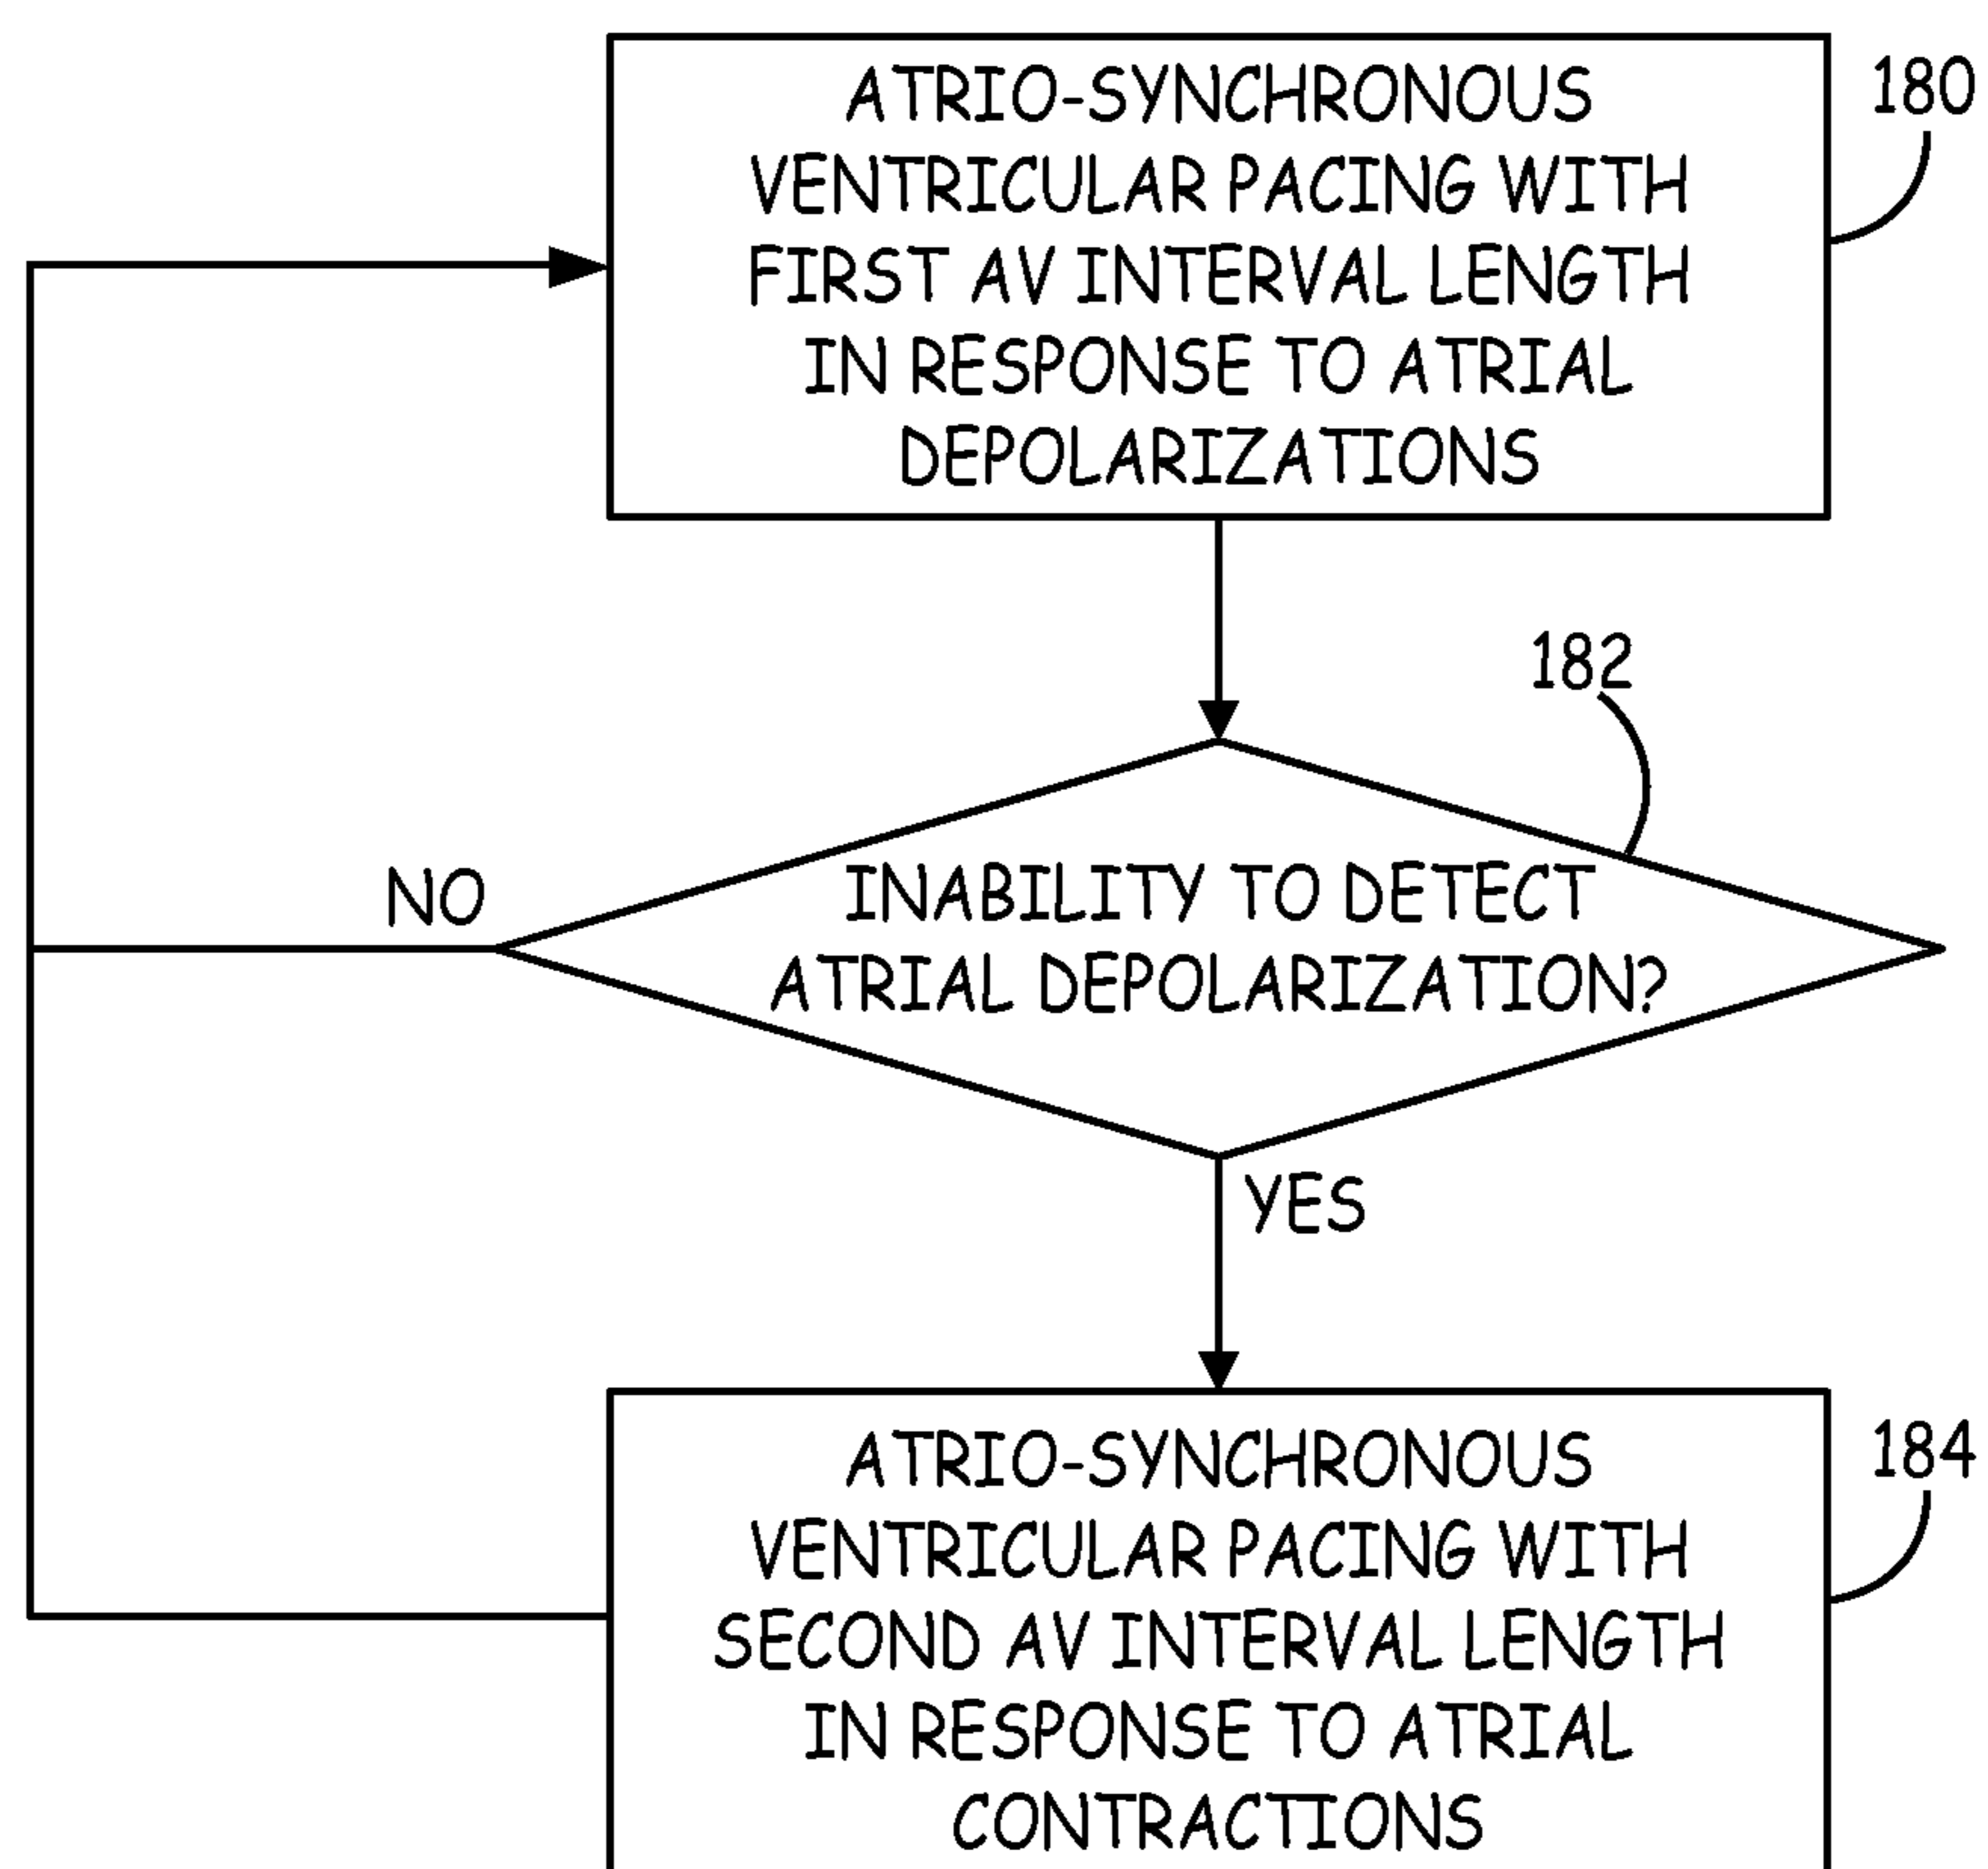 ATRIO-SYNCHRONOUS
VENTRICULAR PACING WITH
FIRST AV INTERVAL LENGTH
IN RESPONSE TO ATRIAL
DEPOLARIZATIONS
180
182
INABILITY TO DETECT
ATRIAL DEPOLARIZATION?
NO
YES
ATRIO-SYNCHRONOUS
VENTRICULAR PACING WITH
SECOND AV INTERVAL LENGTH
IN RESPONSE TO ATRIAL
CONTRACTIONS
184